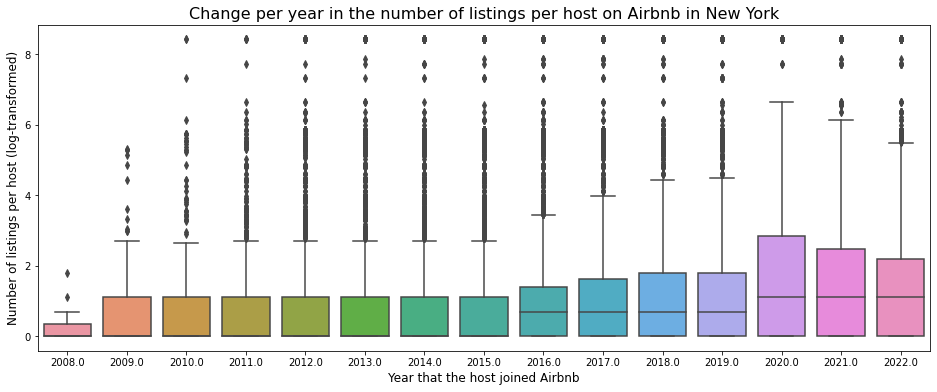 Change per year in the number of listings per host on Airbnb in New York
Number of listings per host (log-transformed)
8
6
4
2
0
2008.0 2009.0 2010.0 2011.0 2012.0 2013.0 2014.0 2015.0 2016.0 2017.0 2018.0 2019.0 2020.0 2021.0 2022.0
Year that the host joined Airbnb